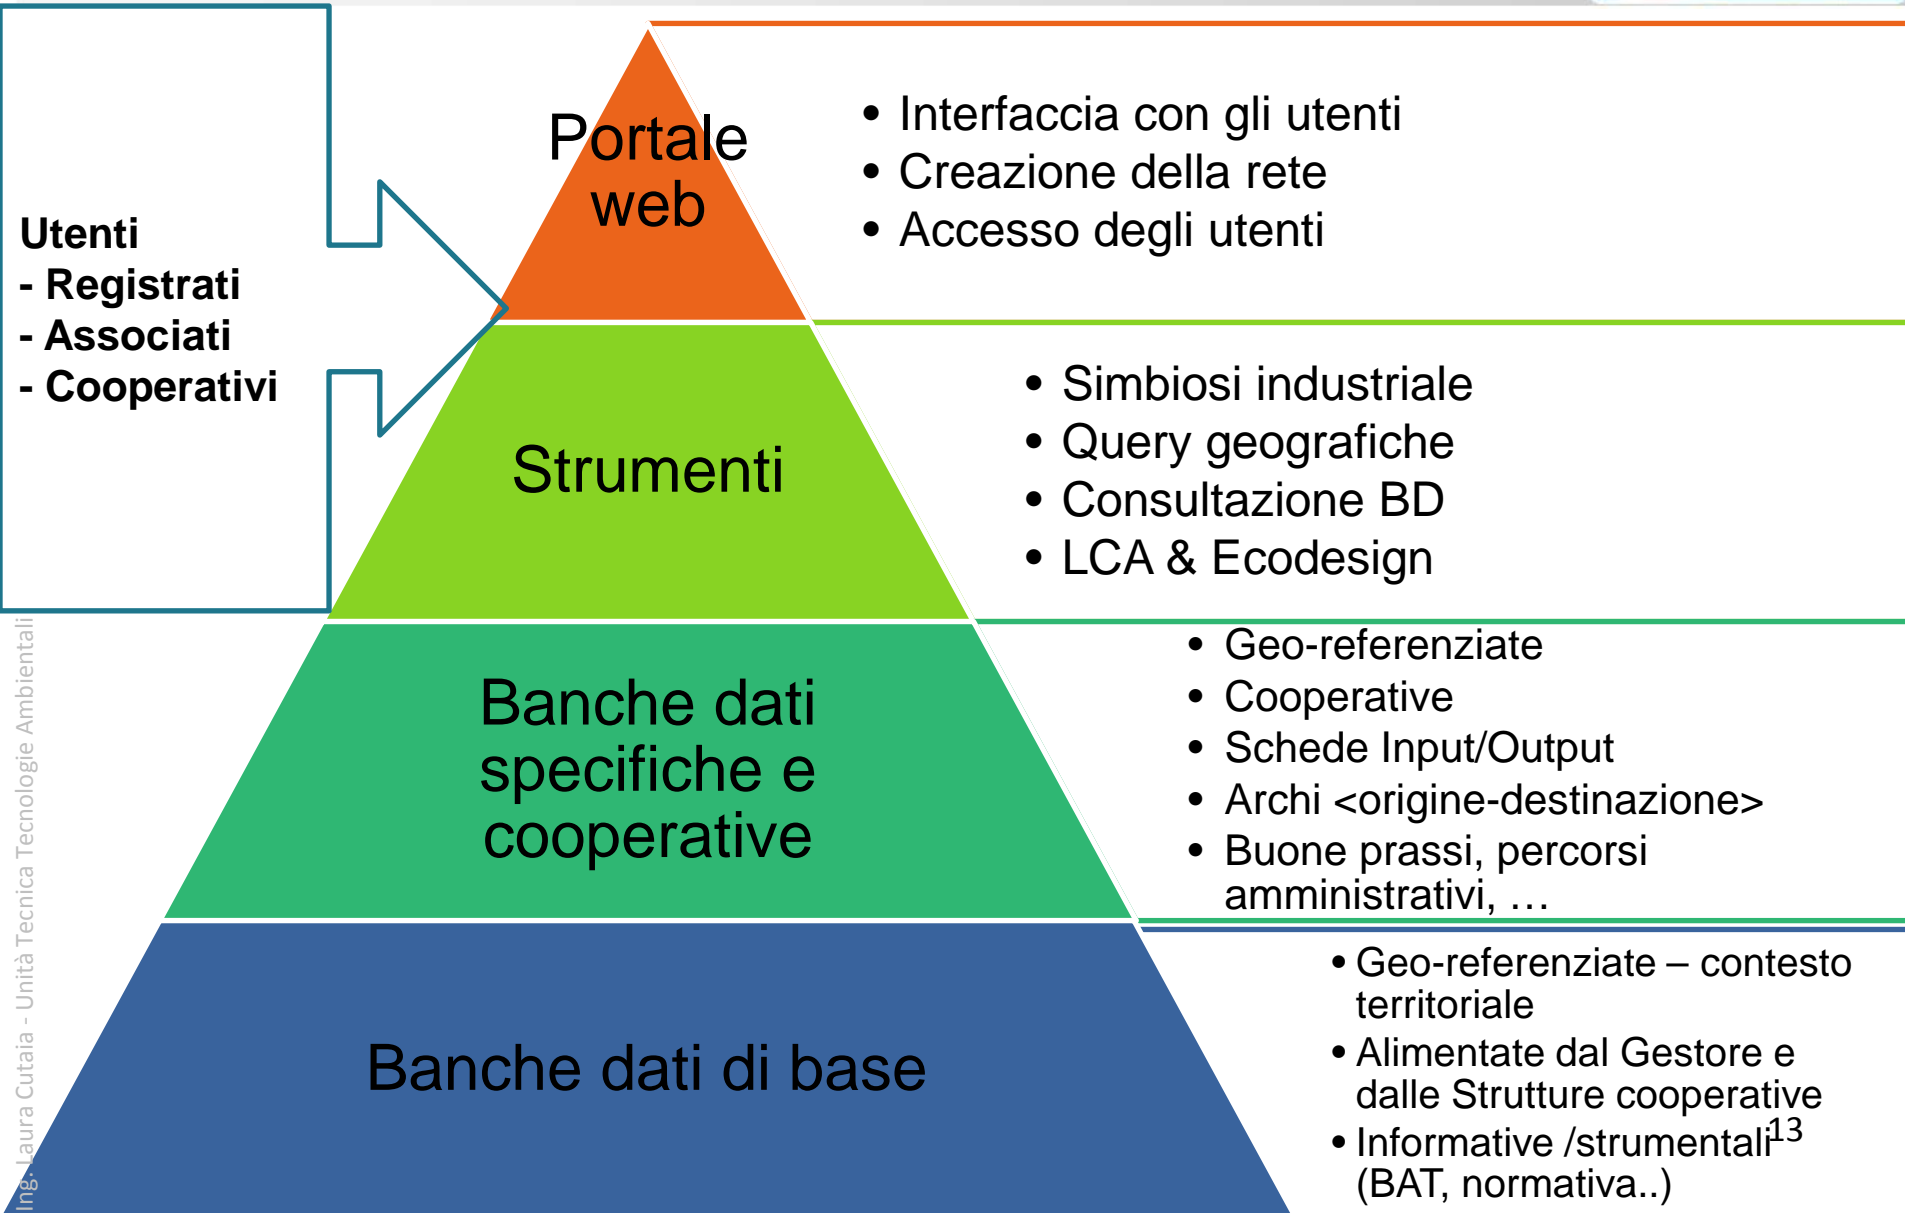 Utenti
- Registrati
- Associati
- Cooperativi
Portale
web
• Interfaccia con gli utenti
• Creazione della rete
• Accesso degli utenti
Strumenti
• Simbiosi industriale
• Query geografiche
• Consultazione BD
• LCA & Ecodesign
Banche dati
specifiche e
cooperative
• Geo-referenziate
• Cooperative
• Schede Input/Output
• Archi <origine-destinazione>
• Buone prassi, percorsi
amministrativi, …
Banche dati di base
• Geo-referenziate – contesto
territoriale
• Alimentate dal Gestore e
dalle Strutture cooperative
• Informative /strumentali
(BAT, normativa..)
13
Ing. Laura Cutaia - Unità Tecnica Tecnologie Ambientali